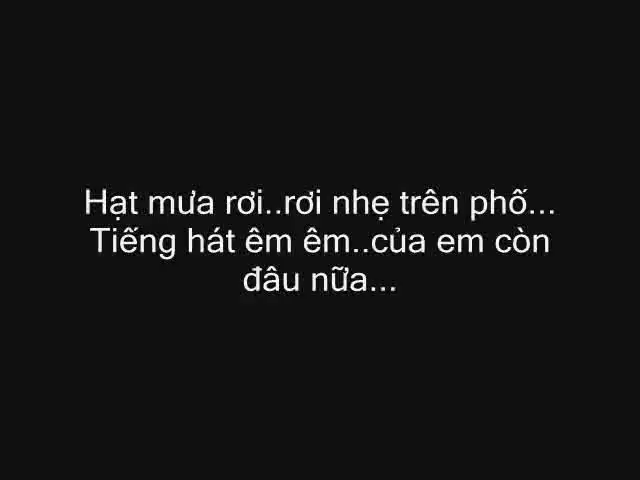 Hạt mưa rơi..rơi nhẹ trên phố...
Tiếng hát êm êm..của em còn
đâu nữa...